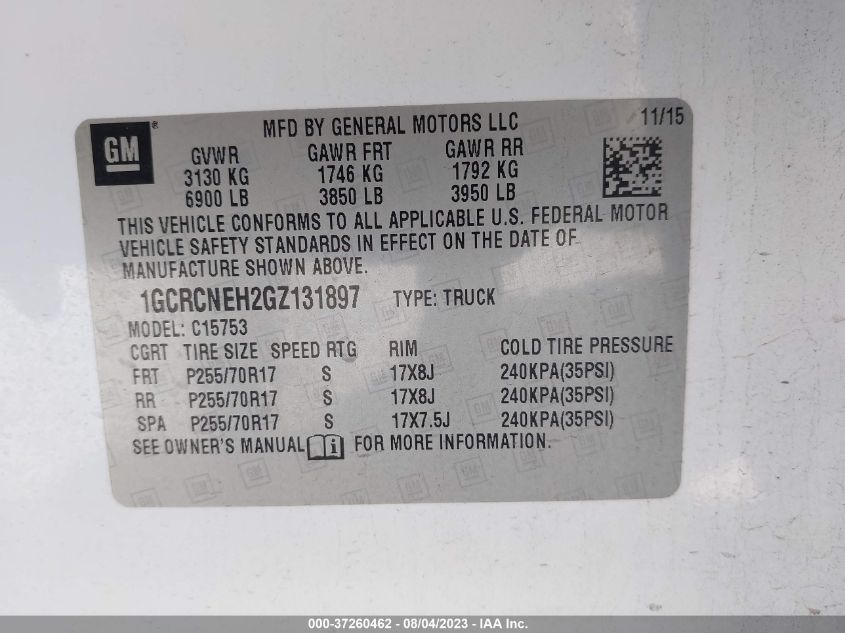 GM ® MFD BY GENERAL MOTORS LLC 11/15
GVWR GAWR FRT GAWR RR
3130 KG 1746 KG 1792 KG
6900 LB 3850 LB 3950 LB
THIS VEHICLE CONFORMS TO ALL APPLICABLE U.S. FEDERAL MOTOR
VEHICLE SAFETY STANDARDS IN EFFECT ON THE DATE OF
MANUFACTURE SHOWN ABOVE.
1GCRCNEH2GZ131897 TYPE: TRUCK
MODEL: C15753
CGRT TIRE SIZE SPEED RTG RIM COLD TIRE PRESSURE
FRT P255/70R17 S 17X8J 240KPA(35PSI)
RR P255/70R17 S 17X8J 240KPA(35PSI)
SPA P255/70R17 S 17X7.5J 240KPA(35PSI)
SEE OWNER'S MANUAL i FOR MORE INFORMATION.
000-37260462 - 08/04/2023 - IAA Inc.